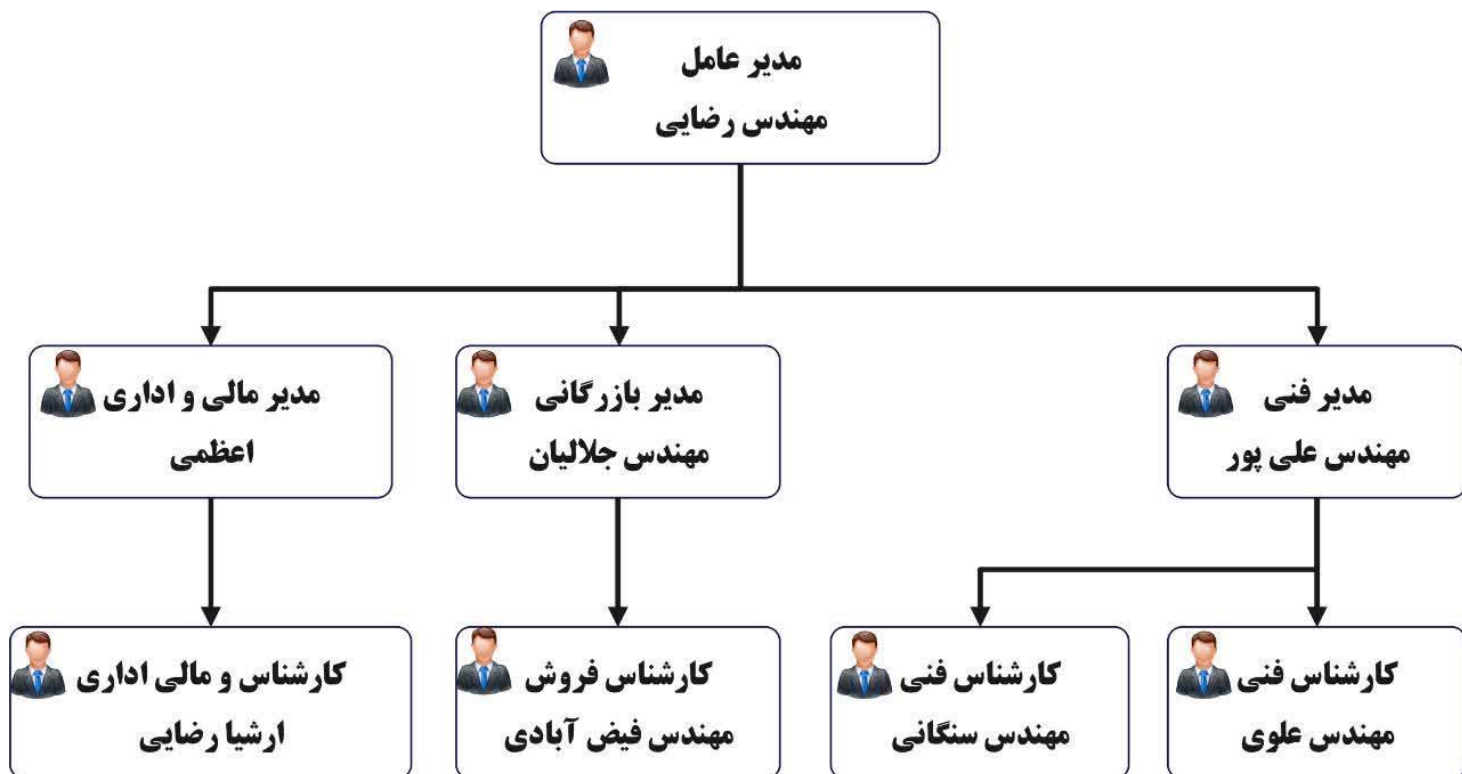 مدیر عامل
مهندس رضایی
مدیر فنی
مهندس علی پور
مدیر بازرگانی
مهندس جلالیان
مدیر مالی و اداری
اعظمی
کارشناس فنی
مهندس علوی
کارشناس فنی
مهندس سنگانی
کارشناس فروش
مهندس فیض آبادی
کارشناس و مالی اداری
ارشیا رضایی